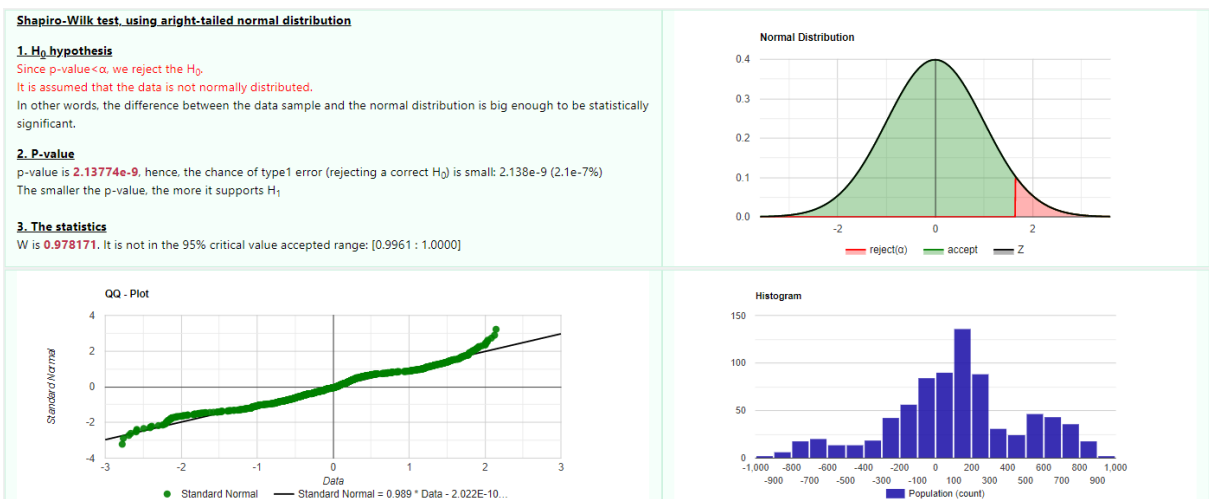 Shapiro-Wilk test, using aright-tailed normal distribution
1. H0 hypothesis
Since p-value<α, we reject the H0.
It is assumed that the data is not normally distributed.
In other words, the difference between the data sample and the normal distribution is big enough to be statistically
significant.
2. P-value
p-value is 2.13774e-9, hence, the chance of type1 error (rejecting a correct H0) is small: 2.138e-9 (2.1e-7%)
The smaller the p-value, the more it supports H1
3. The statistics
W is 0.978171. It is not in the 95% critical value accepted range: [0.9961 : 1.0000]
Normal Distribution
0.4
0.3
0.2
0.1
0.0
-2 0 2
reject(α) accept Z
QQ - Plot
Standard Normal
4
2
0
-2
-4
-3 -2 -1 0 1 2 3
Data
Standard Normal Standard Normal = 0.989 * Data - 2.022E-10...
Histogram
150
100
50
0
-1,000 -800 -600 -400 -200 0 200 400 600 800 1,000
-900 -700 -500 -300 -100 100 300 500 700 900
Population (count)